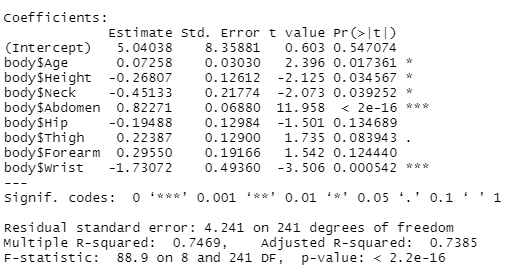 Coefficients:
Estimate Std. Error t value Pr(>|t|)
(Intercept) 5.04038 8.35881 0.603 0.547074
body$Age 0.07258 0.03030 2.396 0.017361 *
body$Height -0.26807 0.12612 -2.125 0.034567 *
body$Neck -0.45133 0.21774 -2.073 0.039252 *
body$Abdomen 0.82271 0.06880 11.958 < 2e-16 ***
body$Hip -0.19488 0.12984 -1.501 0.134689
body$Thigh 0.22387 0.12900 1.735 0.083943 .
body$Forearm 0.29550 0.19166 1.542 0.124440
body$Wrist -1.73072 0.49360 -3.506 0.000542 ***
---
Signif. codes: 0 ‘***’ 0.001 ‘**’ 0.01 ‘*’ 0.05 ‘.’ 0.1 ‘ ’ 1
Residual standard error: 4.241 on 241 degrees of freedom
Multiple R-squared: 0.7469, Adjusted R-squared: 0.7385
F-statistic: 88.9 on 8 and 241 DF, p-value: < 2.2e-16